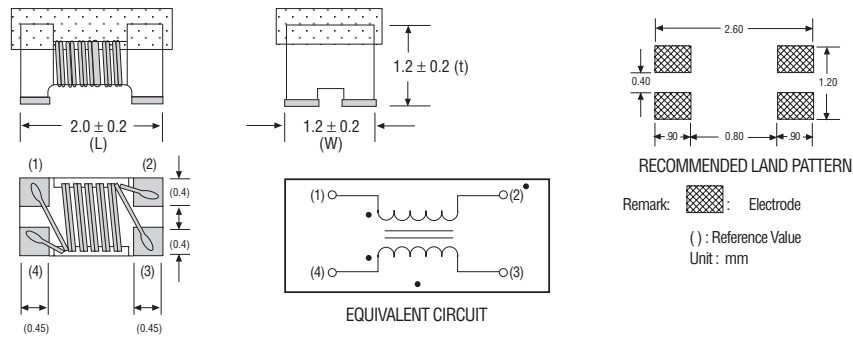 2.0 ± 0.2
(L)
1.2 ± 0.2 (t)
1.2 ± 0.2
(W)
2.60
0.40
1.20
.90
0.80
.90
RECOMMENDED LAND PATTERN
Remark: : Electrode
( ) : Reference Value
Unit : mm
(1)
(2)
(0.4)
(0.4)
(4)
(3)
(0.45)
(0.45)
(1)
(2)
(4)
(3)
EQUIVALENT CIRCUIT